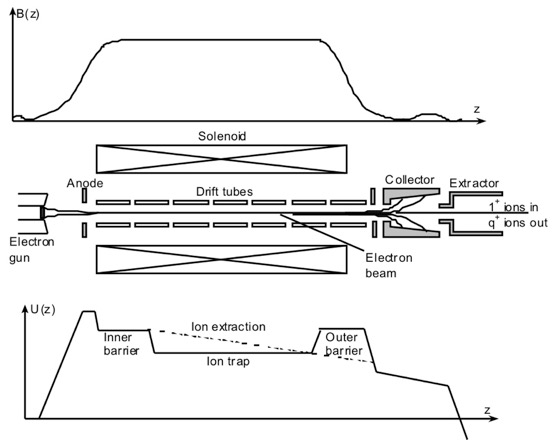 B(z)
z
Solenoid
Anode
Drift tubes
Collector
Extractor
1+ ions in
q+ ions out
Electron
gun
Electron
beam
U(z)
Ion extraction
Inner
barrier
Outer
barrier
Ion trap
z